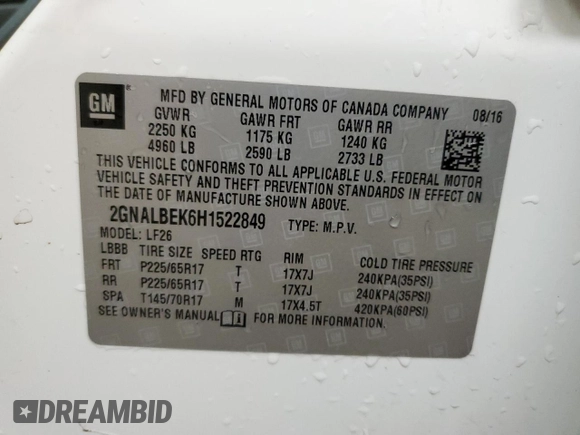 GM
MFD BY GENERAL MOTORS OF CANADA COMPANY 08/16
GVWR GAWR FRT GAWR RR
2250 KG 1175 KG 1240 KG
4960 LB 2590 LB 2733 LB
THIS VEHICLE CONFORMS TO ALL APPLICABLE U.S. FEDERAL MOTOR
VEHICLE SAFETY AND THEFT PREVENTION STANDARDS IN EFFECT ON
THE DATE OF MANUFACTURE SHOWN ABOVE.
2GNALBEK6H1522849 TYPE: M.P.V.
MODEL: LF26
LBBB TIRE SIZE SPEED RTG RIM COLD TIRE PRESSURE
FRT P225/65R17 T 17X7J 240KPA(35PSI)
RR P225/65R17 T 17X7J 240KPA(35PSI)
SPA T145/70R17 M 17X4.5T 420KPA(60PSI)
SEE OWNER'S MANUAL FOR MORE INFORMATION.
DREAMBID